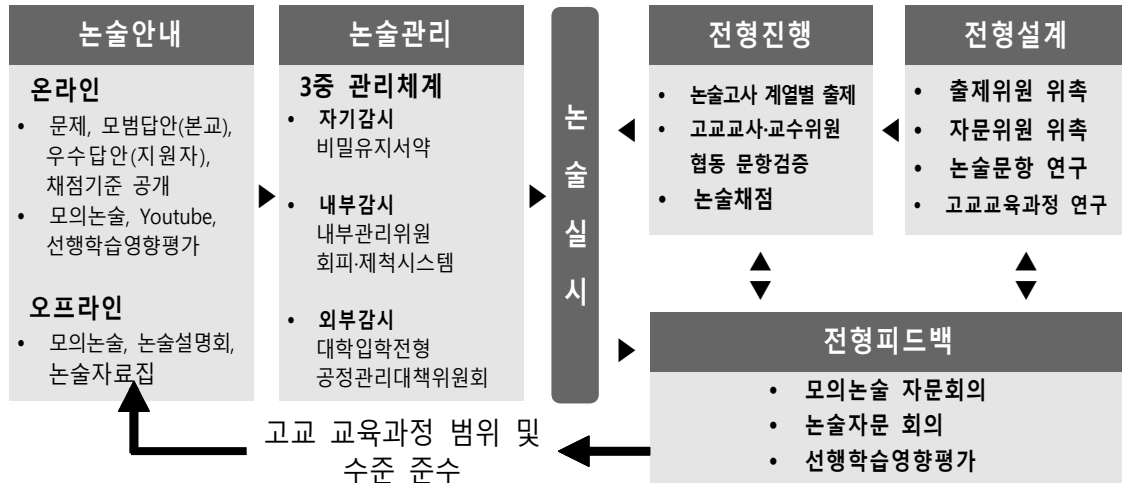 논술안내
온라인
• 문제, 모범답안(본교),
우수답안(지원자),
채점기준 공개
• 모의논술, Youtube,
선행학습영향평가
오프라인
• 모의논술, 논술설명회,
논술자료집
논술관리
3중 관리체계
• 자기감시
비밀유지서약
• 내부감시
내부관리위원
회피·제척시스템
• 외부감시
대학입학전형
공정관리대책위원회
논
술
실
시
전형진행
• 논술고사 계열별 출제
• 고교교사·교수위원
협동 문항검증
• 논술채점
전형설계
• 출제위원 위촉
• 자문위원 위촉
• 논술문항 연구
• 고교교육과정 연구
전형피드백
• 모의논술 자문회의
• 논술자문 회의
• 선행학습영향평가
고교 교육과정 범위 및
수준 준수